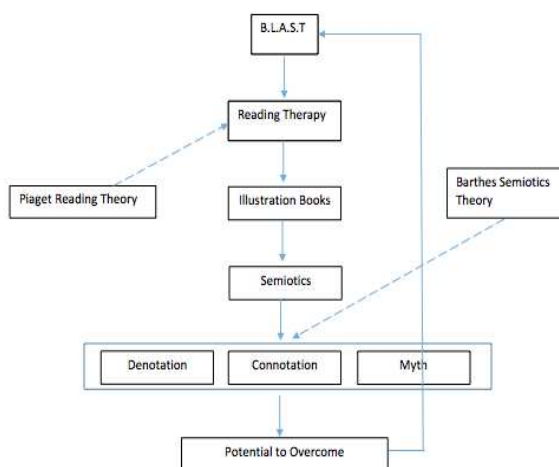 B.L.A.S.T
Reading Therapy
Piaget Reading Theory
Illustration Books
Barthes Semiotics
Theory
Semiotics
Denotation
Connotation
Myth
Potential to Overcome